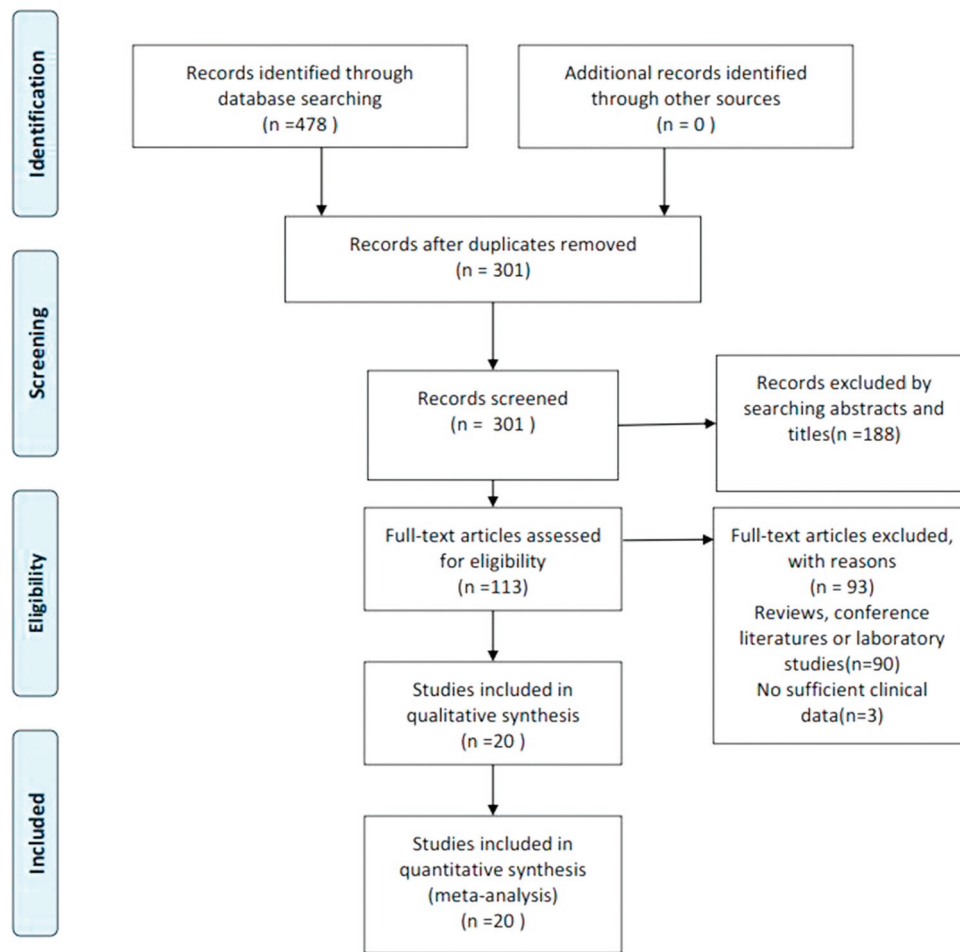 Identification
Records identified through
database searching
(n =478 )
Additional records identified
through other sources
(n = 0 )
Records after duplicates removed
(n = 301)
Screening
Records screened
(n = 301 )
Records excluded by
searching abstracts and
titles(n =188)
Eligibility
Full-text articles assessed
for eligibility
(n =113)
Full-text articles excluded,
with reasons
(n = 93)
Reviews, conference
literatures or laboratory
studies(n=90)
No sufficient clinical
data(n=3)
Studies included in
qualitative synthesis
(n =20 )
Included
Studies included in
quantitative synthesis
(meta-analysis)
(n =20 )